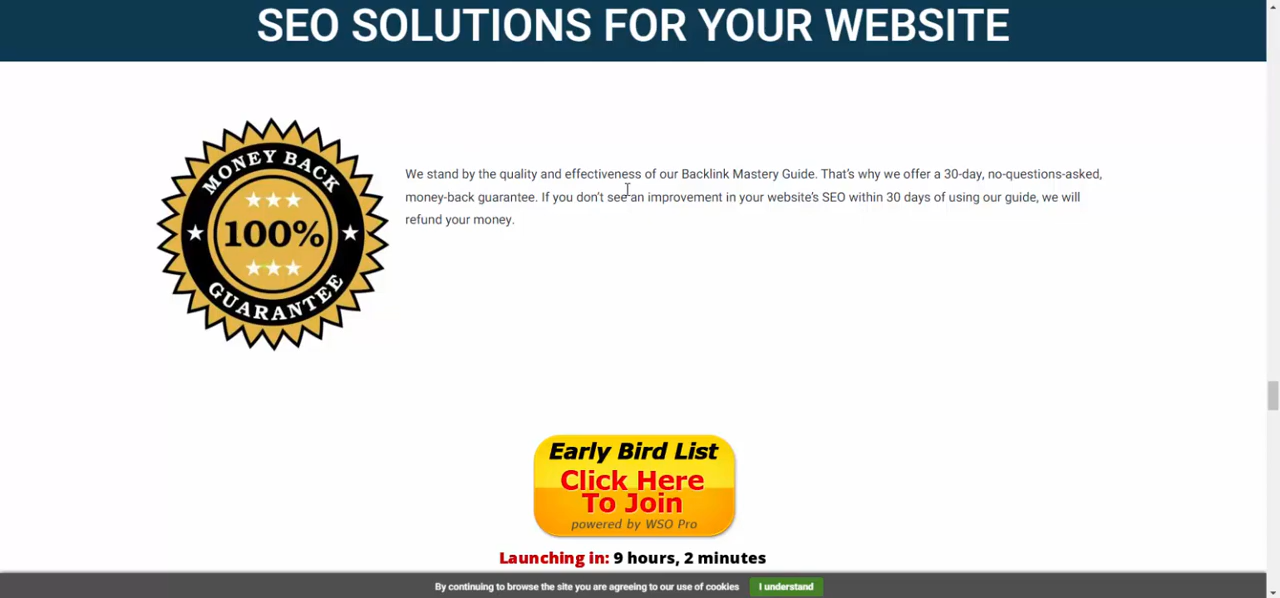 SEO SOLUTIONS FOR YOUR WEBSITE
MONEY BACK
100%
GUARANTEE
We stand by the quality and effectiveness of our Backlink Mastery Guide. That's why we offer a 30-day, no-questions-asked,
money-back guarantee. If you don't see an improvement in your website's SEO within 30 days of using our guide, we will
refund your money.
Early Bird List
Click Here
To Join
powered by WSO Pro
Launching in: 9 hours, 2 minutes
By continuing to browse the site you are agreeing to our use of cookies I understand